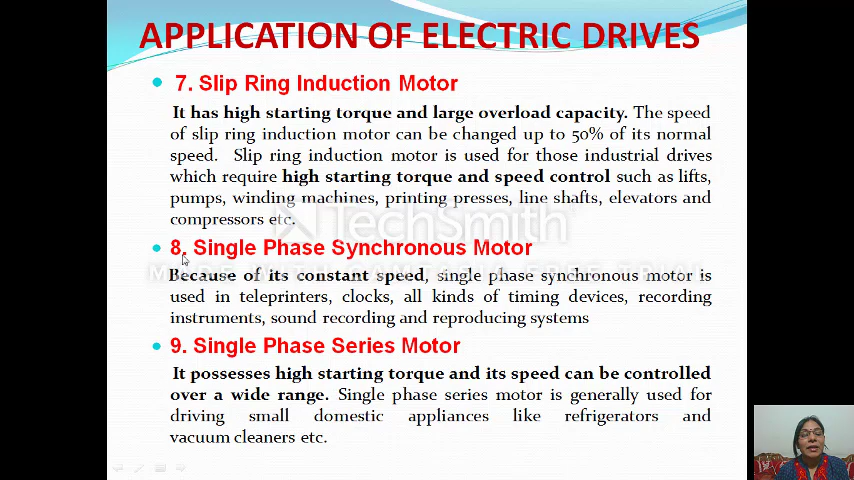 APPLICATION OF ELECTRIC DRIVES
7. Slip Ring Induction Motor
It has high starting torque and large overload capacity. The speed
of slip ring induction motor can be changed up to 50% of its normal
speed. Slip ring induction motor is used for those industrial drives
which require high starting torque and speed control such as lifts,
pumps, winding machines, printing presses, line shafts, elevators and
compressors etc.
TechSmith
8. Single Phase Synchronous Motor
MADE WITH CAMTASIA FREE TRIAL
Because of its constant speed, single phase synchronous motor is
used in teleprinters, clocks, all kinds of timing devices, recording
instruments, sound recording and reproducing systems
9. Single Phase Series Motor
It possesses high starting torque and its speed can be controlled
over a wide range. Single phase series motor is generally used for
driving small domestic appliances like refrigerators and
vacuum cleaners etc.